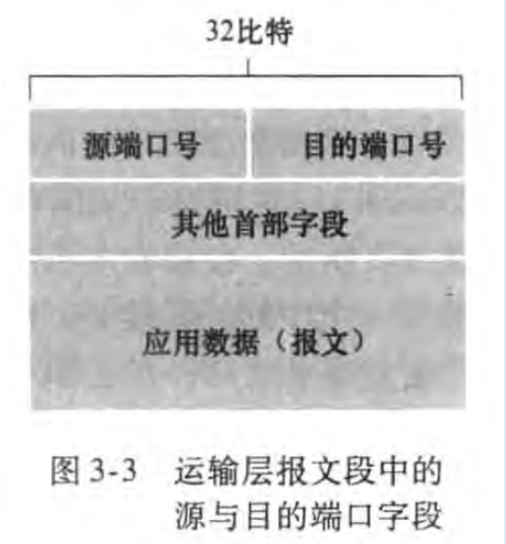 32比特
源端口号 目的端口号
其他首部字段
应用数据（报文）
图3-3 运输层报文段中的
源与目的端口字段